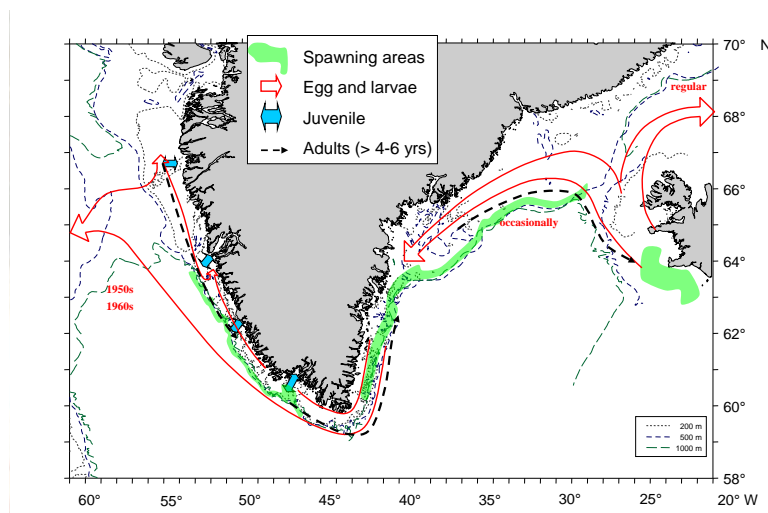 70° N
Spawning areas
Egg and larvae
Juvenile
Adults (> 4-6 yrs)
regular
68°
66°
occasionally
64°
1950s
1960s
62°
60°
200 m
500 m
1000 m
58°
60° 55° 50° 45° 40° 35° 30° 25° 20° W